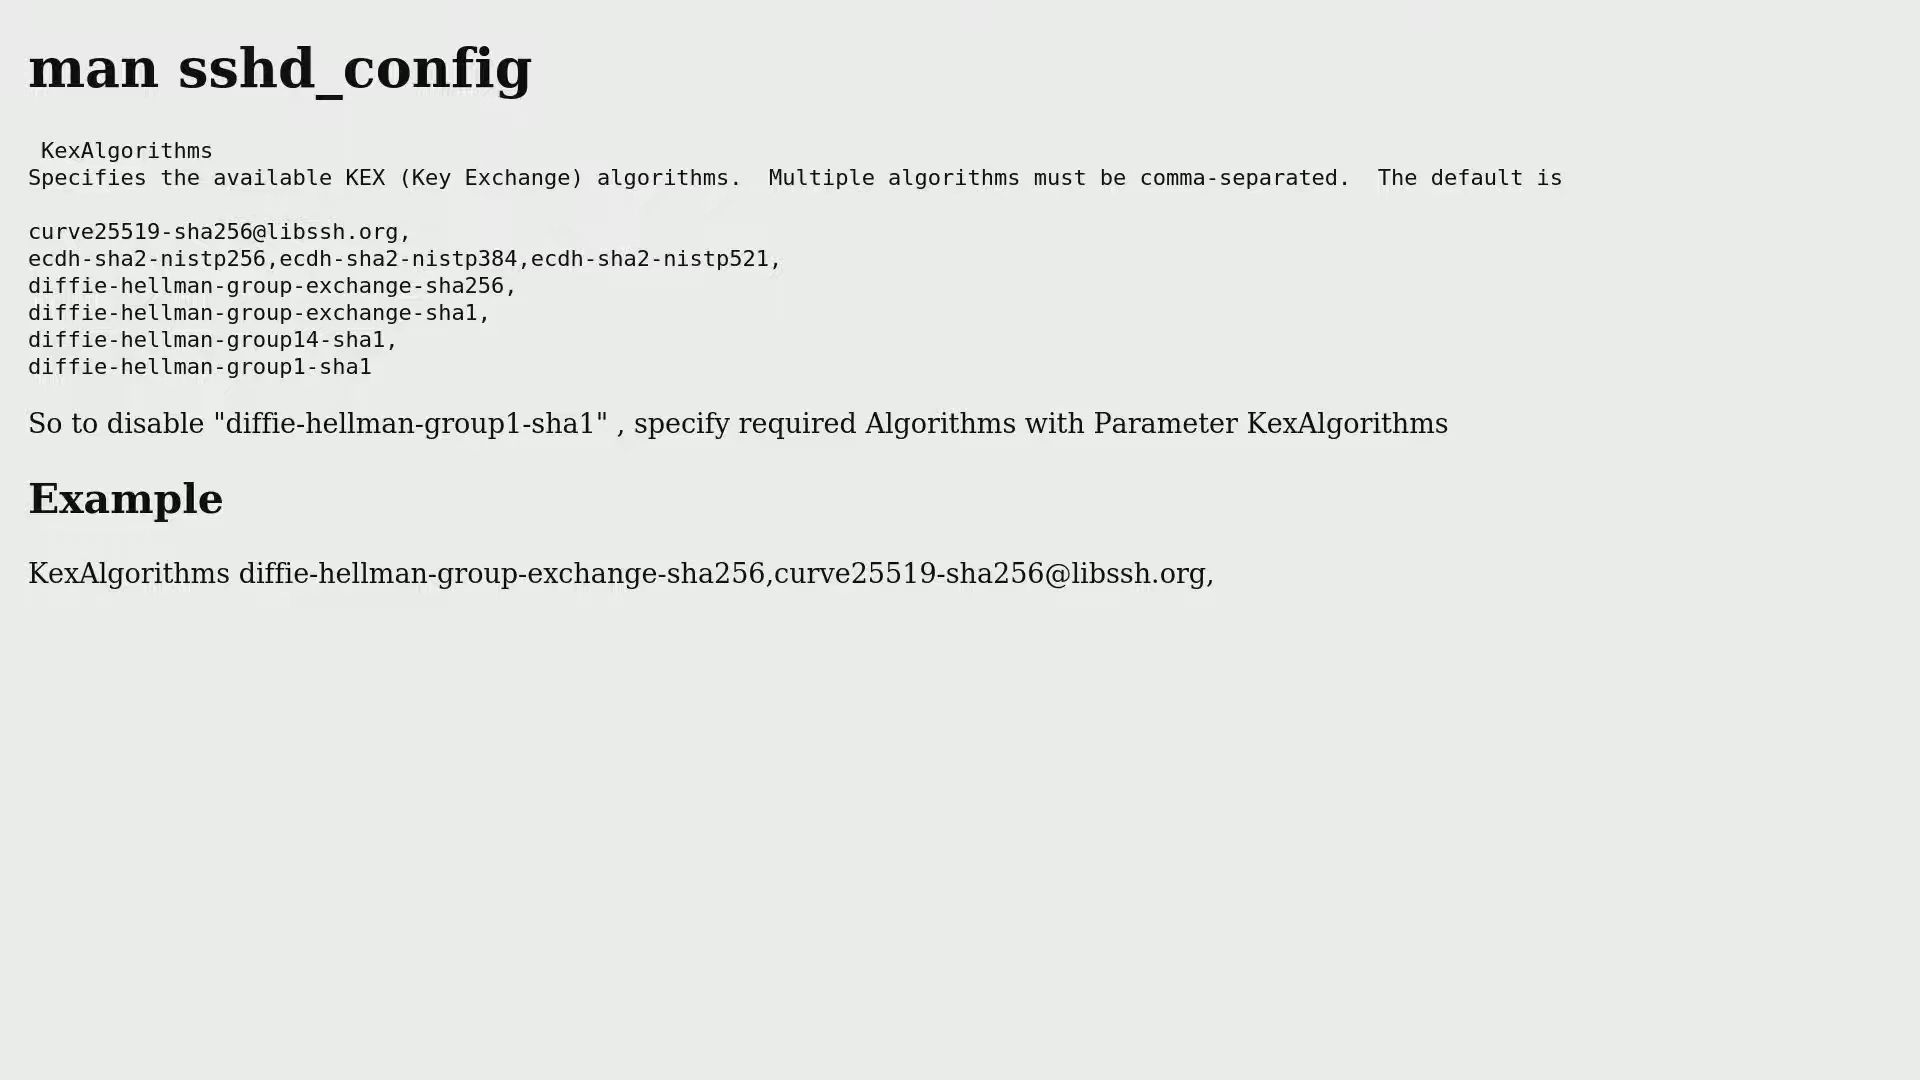 man sshd_config
KexAlgorithms
Specifies the available KEX (Key Exchange) algorithms.  Multiple algorithms must be comma-separated.  The default is
curve25519-sha256@libssh.org,
ecdh-sha2-nistp256,ecdh-sha2-nistp384,ecdh-sha2-nistp521,
diffie-hellman-group-exchange-sha256,
diffie-hellman-group-exchange-sha1,
diffie-hellman-group14-sha1,
diffie-hellman-group1-sha1
So to disable "diffie-hellman-group1-sha1" , specify required Algorithms with Parameter KexAlgorithms
Example
KexAlgorithms diffie-hellman-group-exchange-sha256,curve25519-sha256@libssh.org,